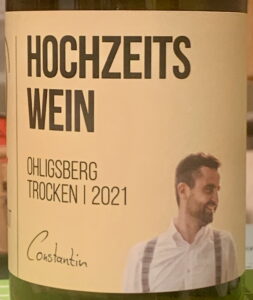 HOCHZEITS
WEIN
OHLIGSBERG
TROCKEN | 2021
Constantin